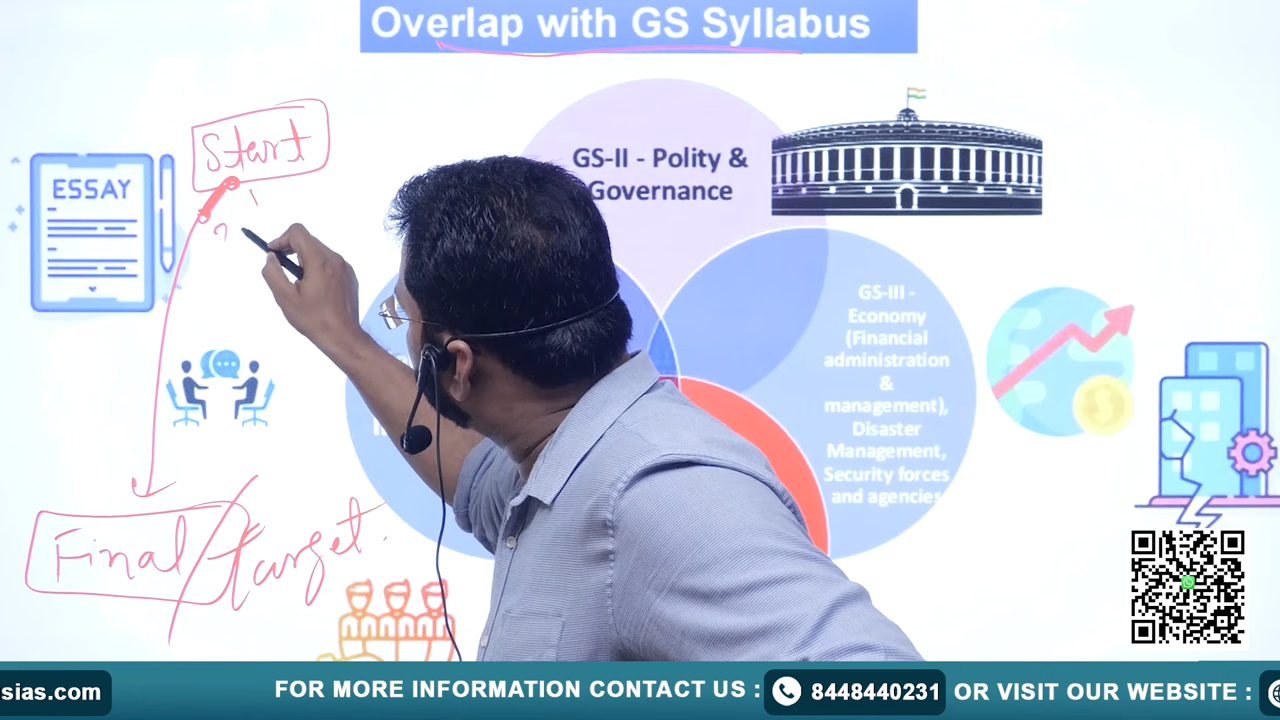 Overlap with GS Syllabus
Start
ESSAY
GS-II - Polity &
Governance
GS-III -
Economy
(Financial
administration
&
management),
Disaster
Management,
Security forces
and agencies
Final/target.
sias.com
FOR MORE INFORMATION CONTACT US :
8448440231
OR VISIT OUR WEBSITE :